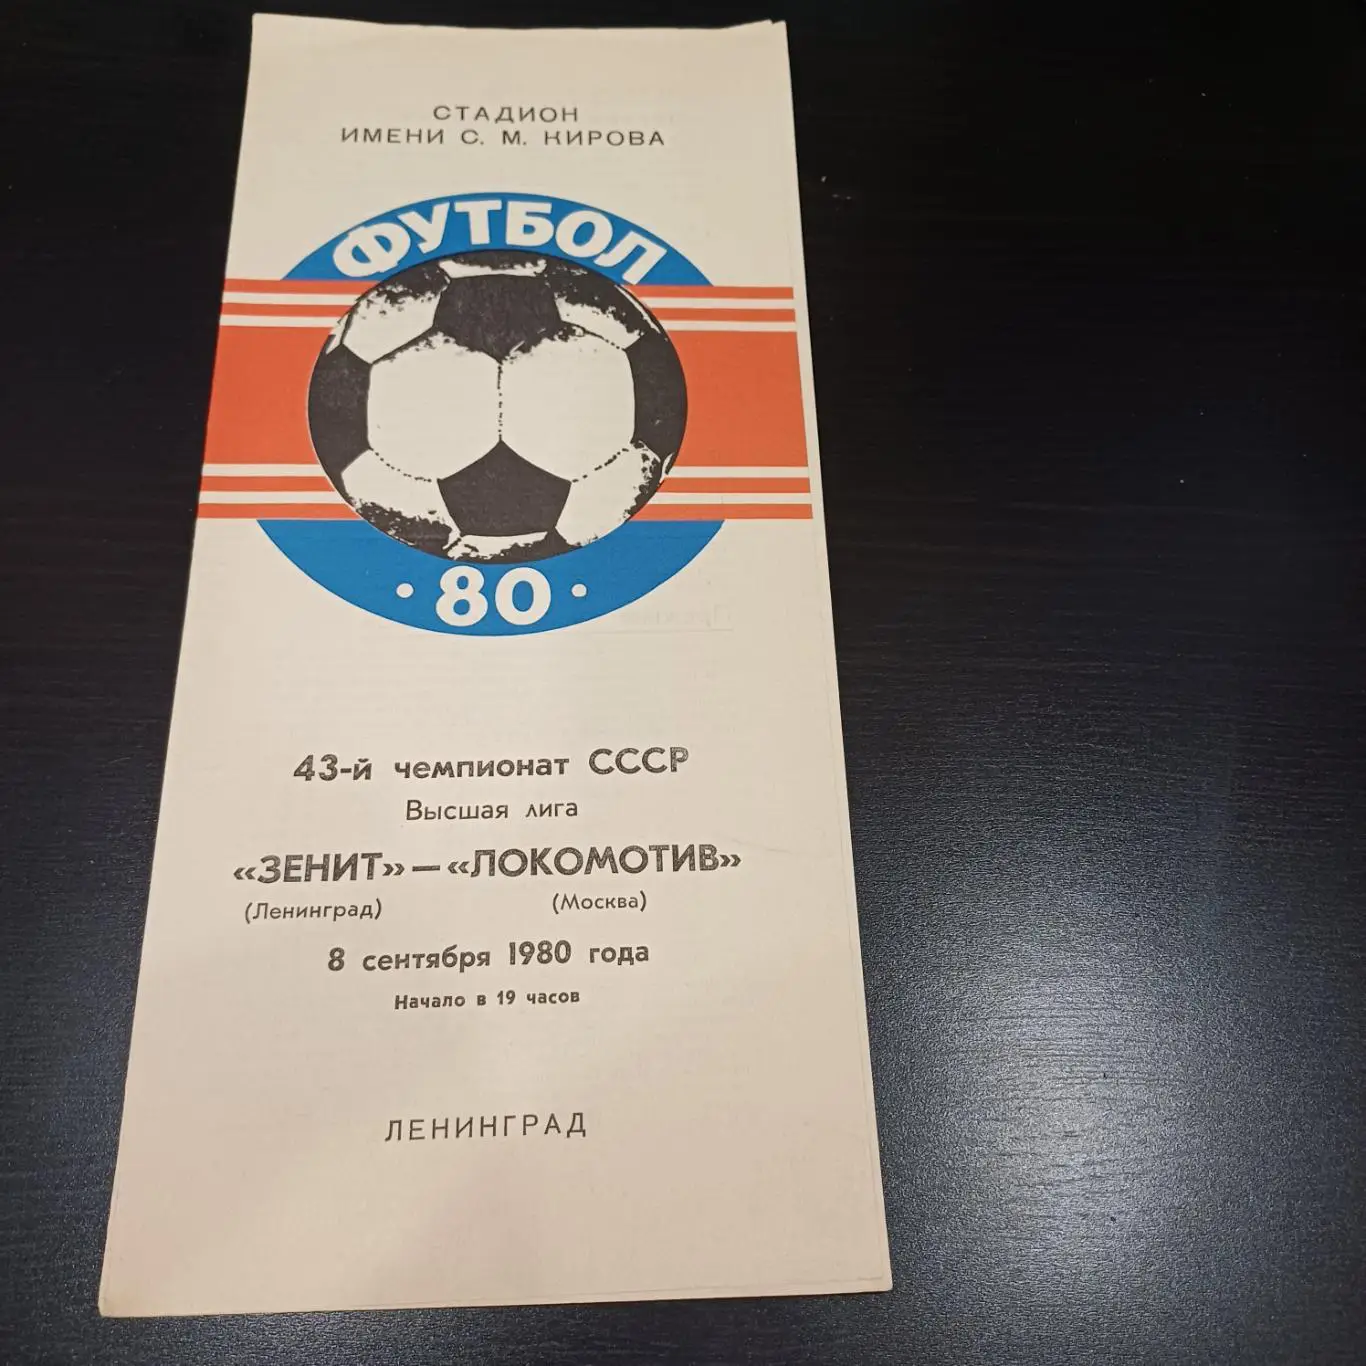 СТАДИОН
ИМЕНИ С. М. КИРОВА
ФУТБОЛ
· 80 ·
43-й чемпионат СССР
Высшая лига
«ЗЕНИТ» — «ЛОКОМОТИВ»
(Ленинград) (Москва)
8 сентября 1980 года
Начало в 19 часов
ЛЕНИНГРАД